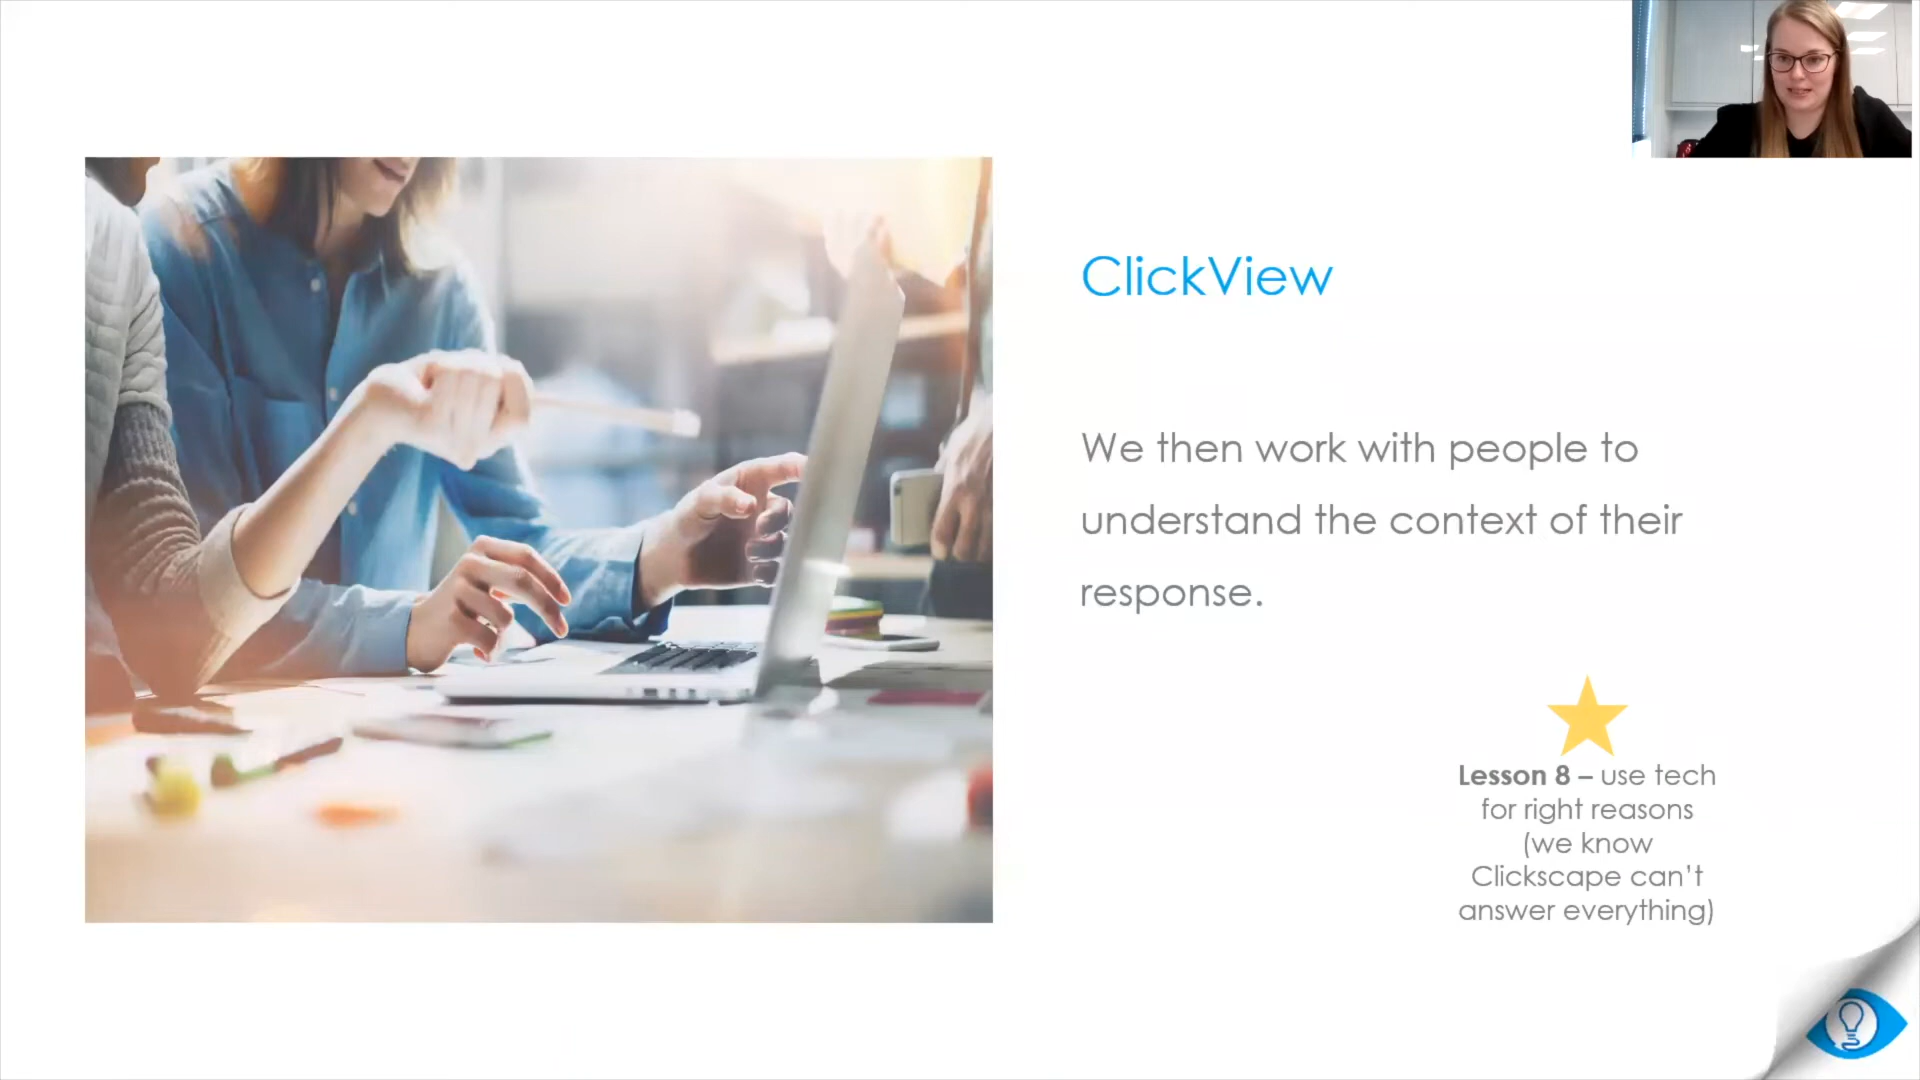 ClickView
We then work with people to
understand the context of their
response.
Lesson 8 – use tech
for right reasons
(we know
Clickscape can’t
answer everything)